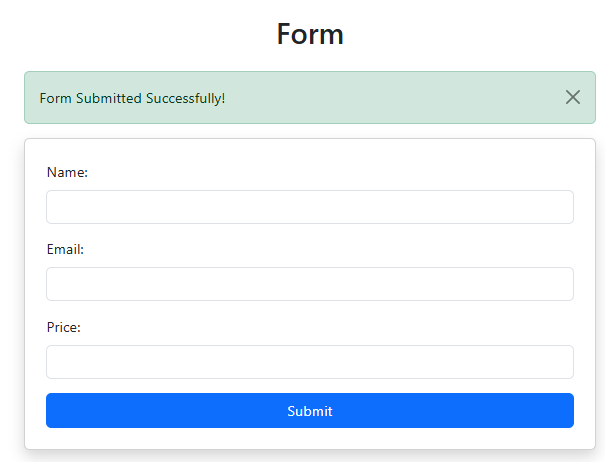 Form
Form Submitted Successfully!
Name:
Email:
Price:
Submit